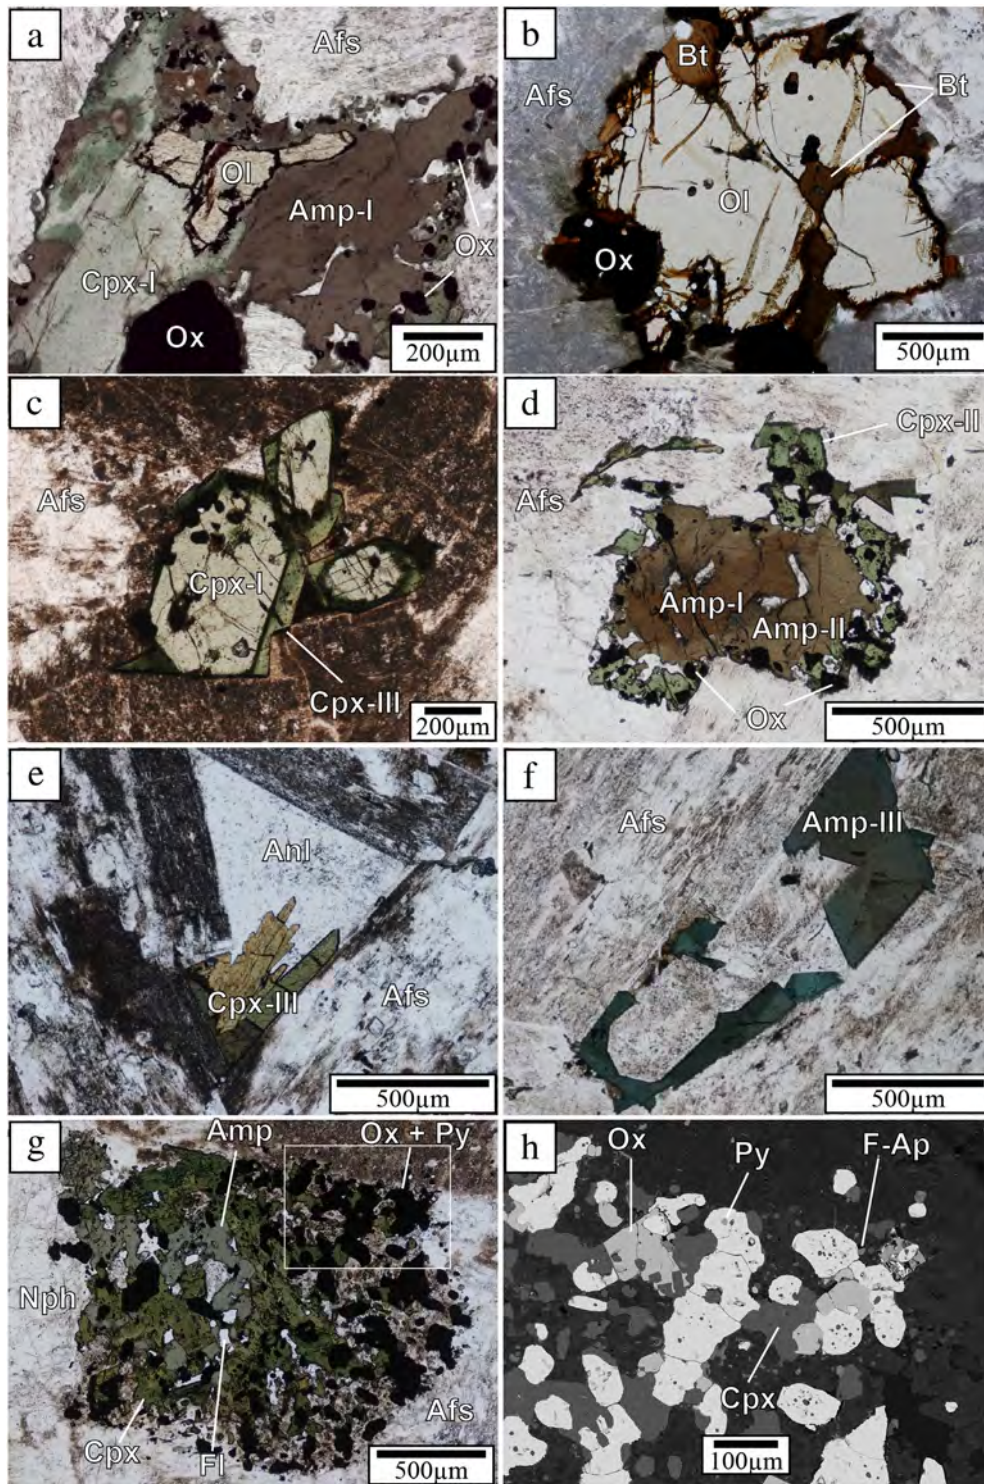 a
Afs
Ol
Amp-I
Ox
Cpx-I
Ox
200μm
b
Bt
Afs
Bt
Ol
Ox
500μm
c
Afs
Cpx-I
Cpx-III
200μm
d
Cpx-II
Afs
Amp-I
Amp-II
Ox
500μm
e
Anl
Cpx-III
Afs
500μm
f
Afs
Amp-III
500μm
g
Amp
Ox + Py
Nph
Afs
Cpx
Fl
500μm
h
Ox
Py
F-Ap
Cpx
100μm